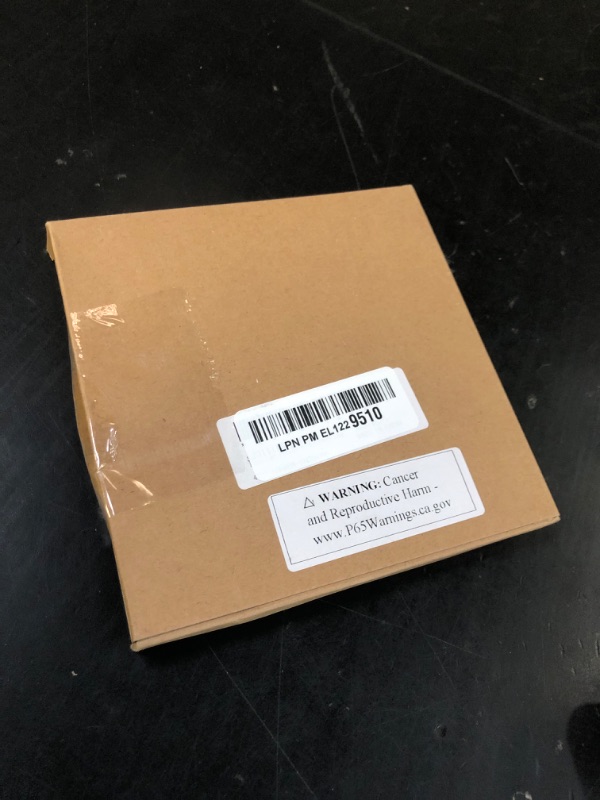 LPN PM EL1229510
⚠ WARNING: Cancer
and Reproductive Harm -
www.P65Warnings.ca.gov